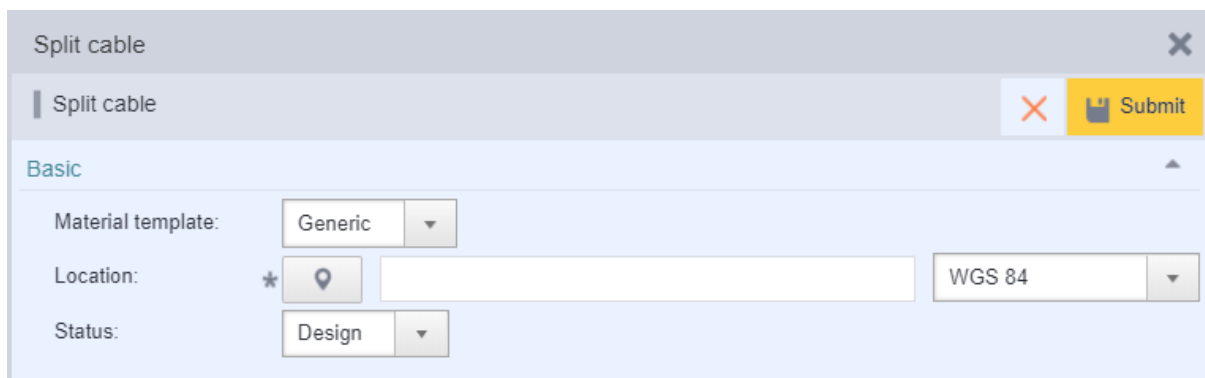 Split cable
Split cable
Submit
Basic
Material template:
Generic
Location:
*
WGS 84
Status:
Design